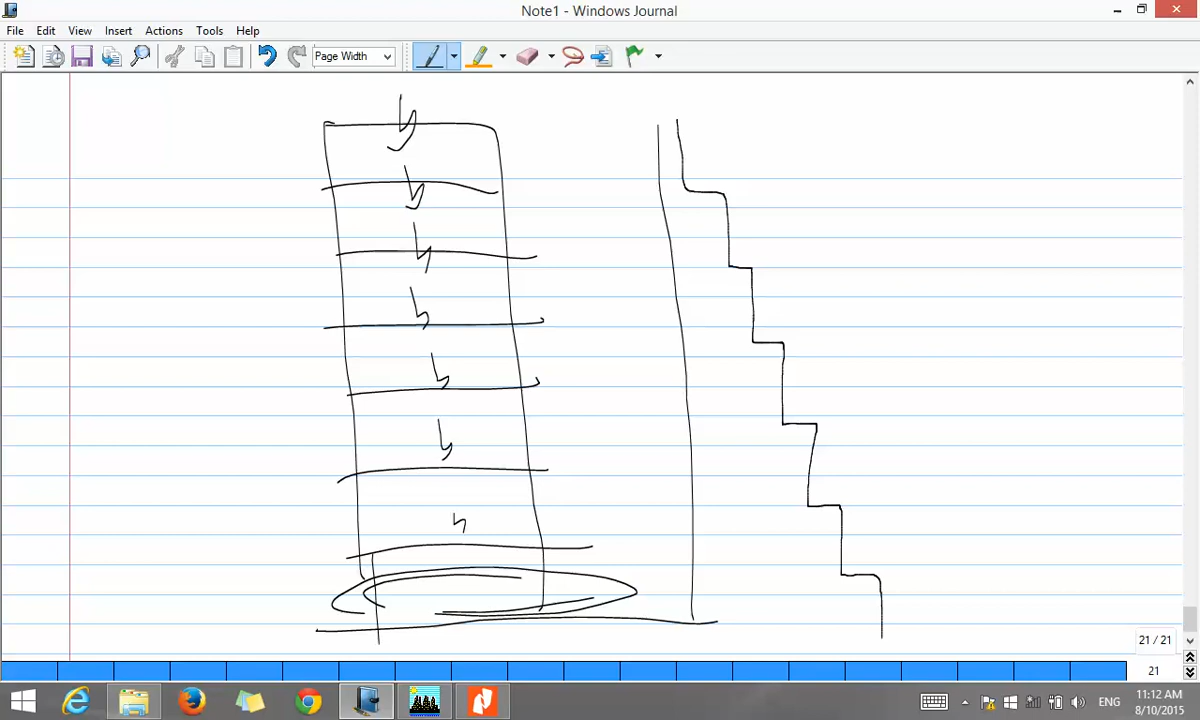 Note1 - Windows Journal
File Edit View Insert Actions Tools Help
Page Width
21 / 21
21
ENG
11:12 AM
8/10/2015